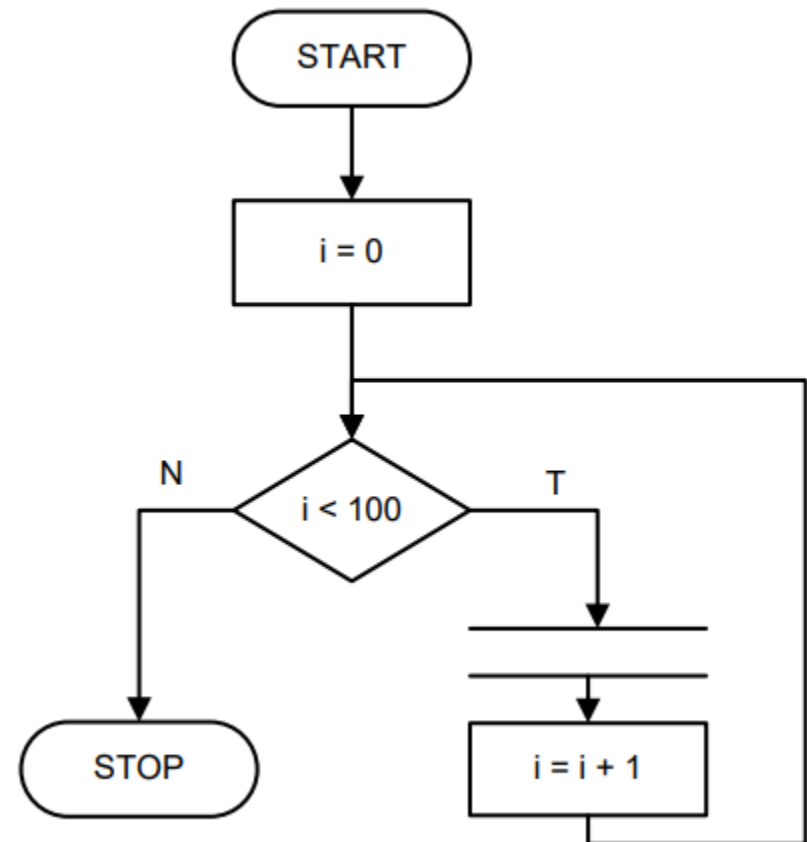 START
i = 0
N
T
i < 100
STOP
i = i + 1